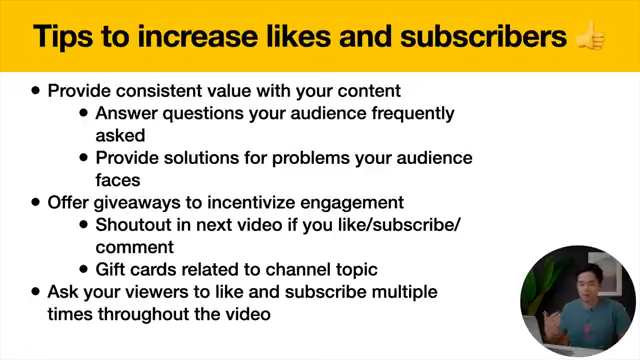 Tips to increase likes and subscribers 👍
• Provide consistent value with your content
• Answer questions your audience frequently
asked
• Provide solutions for problems your audience
faces
• Offer giveaways to incentivize engagement
• Shoutout in next video if you like/subscribe/
comment
• Gift cards related to channel topic
• Ask your viewers to like and subscribe multiple
times throughout the video